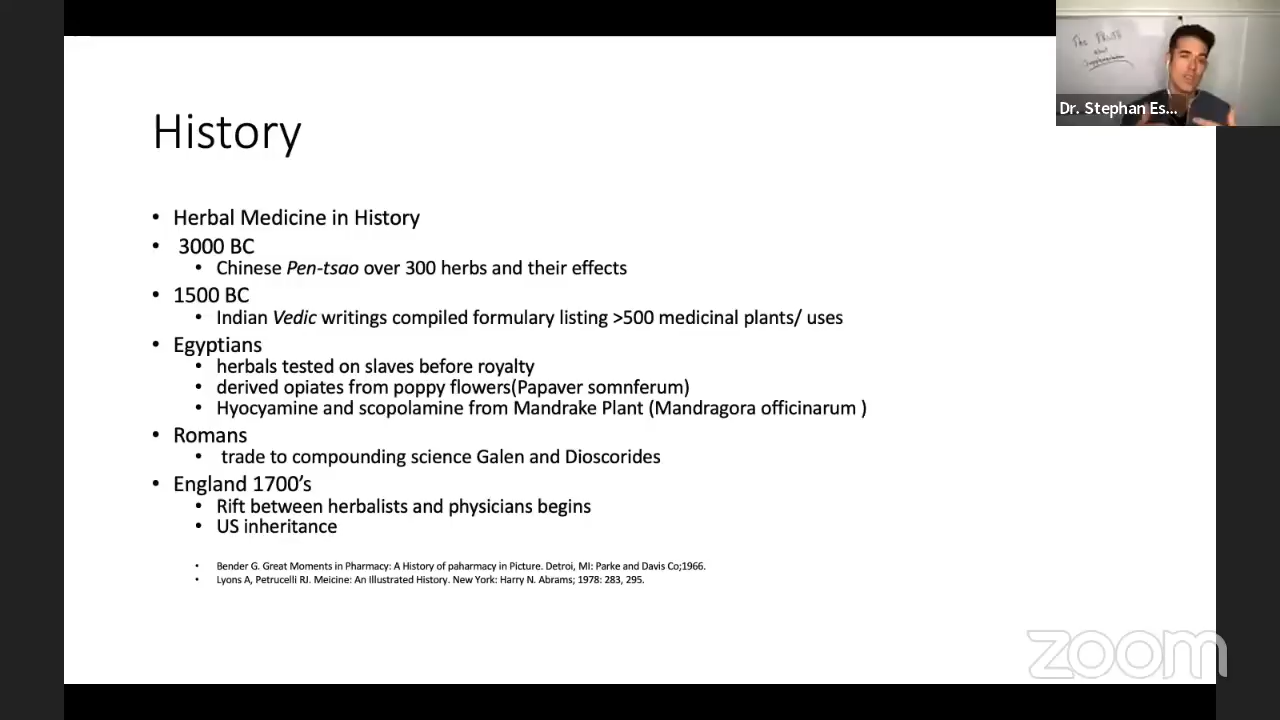 The
about
Dr. Stephan Es...
History
• Herbal Medicine in History
• 3000 BC
• Chinese Pen-tsao over 300 herbs and their effects
• 1500 BC
• Indian Vedic writings compiled formulary listing >500 medicinal plants/ uses
• Egyptians
• herbals tested on slaves before royalty
• derived opiates from poppy flowers(Papaver somnferum)
• Hyocyamine and scopolamine from Mandrake Plant (Mandragora officinarum )
• Romans
• trade to compounding science Galen and Dioscorides
• England 1700’s
• Rift between herbalists and physicians begins
• US inheritance
• Bender G. Great Moments in Pharmacy: A History of paharmacy in Picture. Detroi, MI: Parke and Davis Co;1966.
• Lyons A, Petrucelli RJ. Meicine: An Illustrated History. New York: Harry N. Abrams; 1978: 283, 295.
zoom